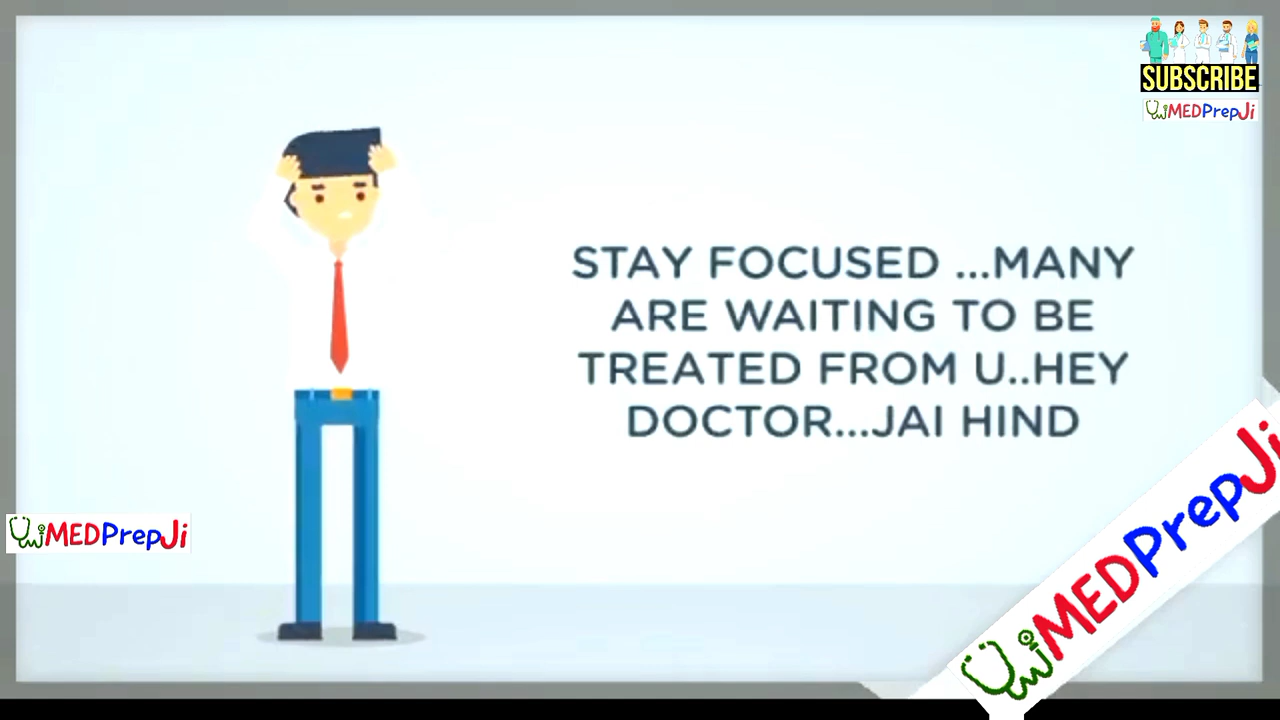 SUBSCRIBE
MEDPrepJi
STAY FOCUSED ...MANY
ARE WAITING TO BE
TREATED FROM U..HEY
DOCTOR...JAI HIND
MEDPrepJi
MEDPrepJi